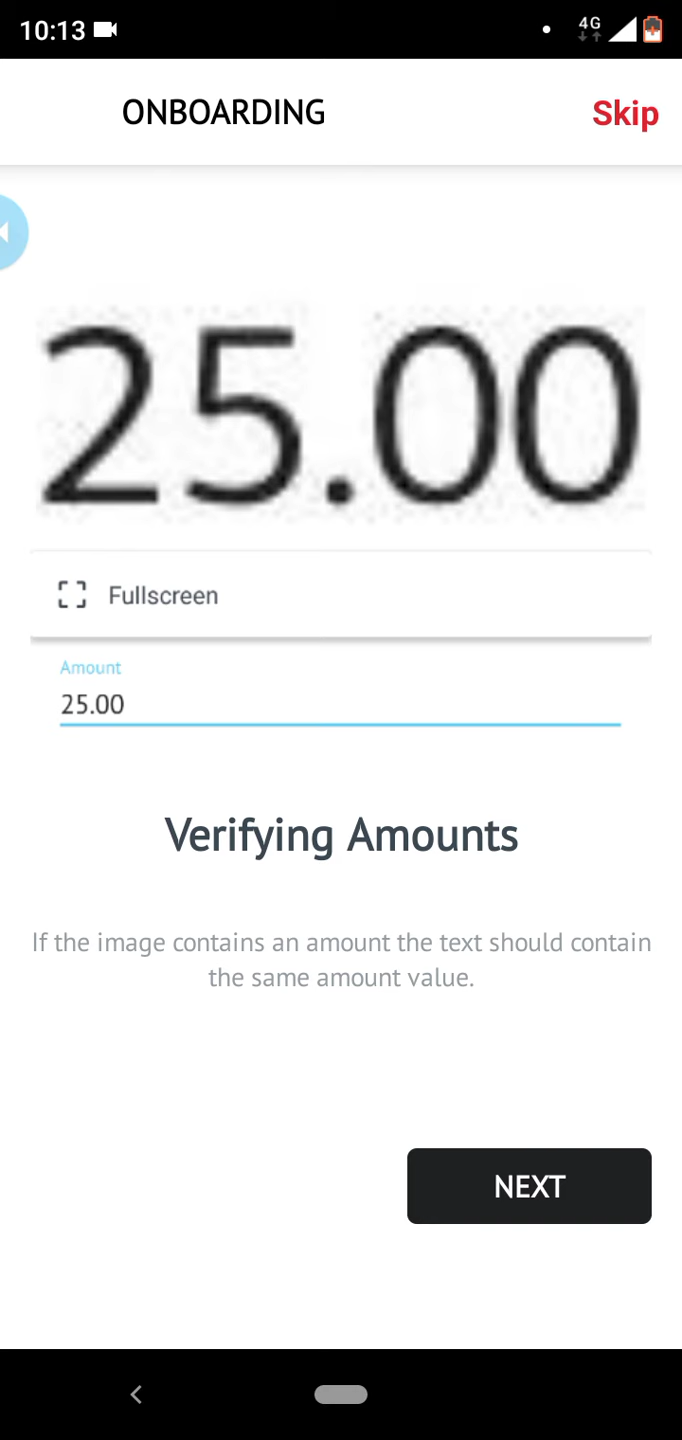 10:13
4G
ONBOARDING
Skip
25.00
Fullscreen
Amount
25.00
Verifying Amounts
If the image contains an amount the text should contain
the same amount value.
NEXT